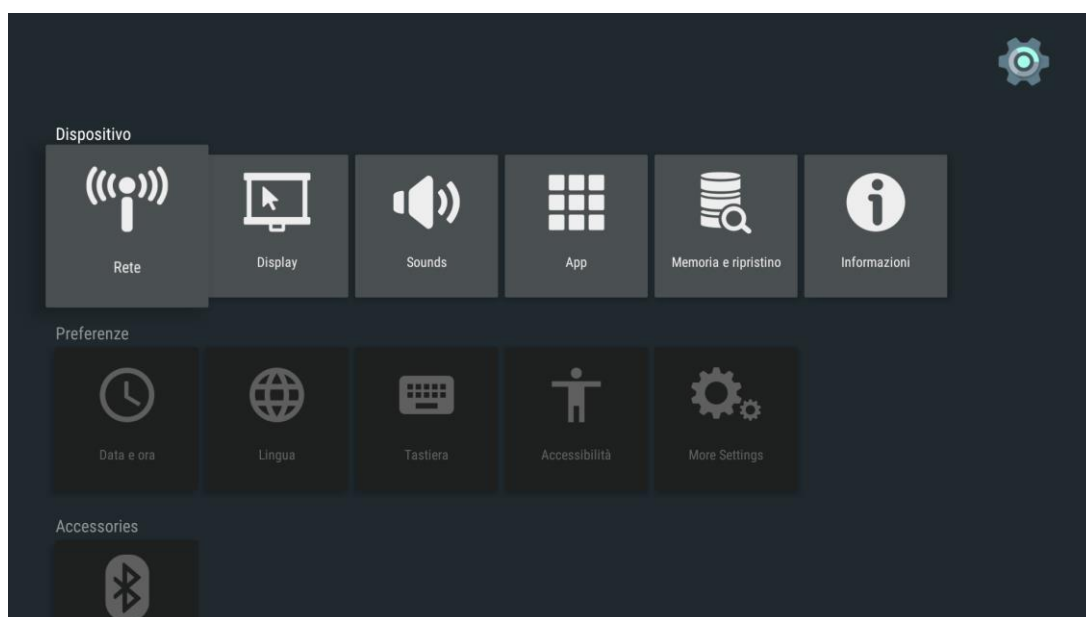 Dispositivo
Rete
Display
Sounds
App
Memoria e ripristino
Informazioni
Preferenze
Data e ora
Lingua
Tastiera
Accessibilità
More Settings
Accessories